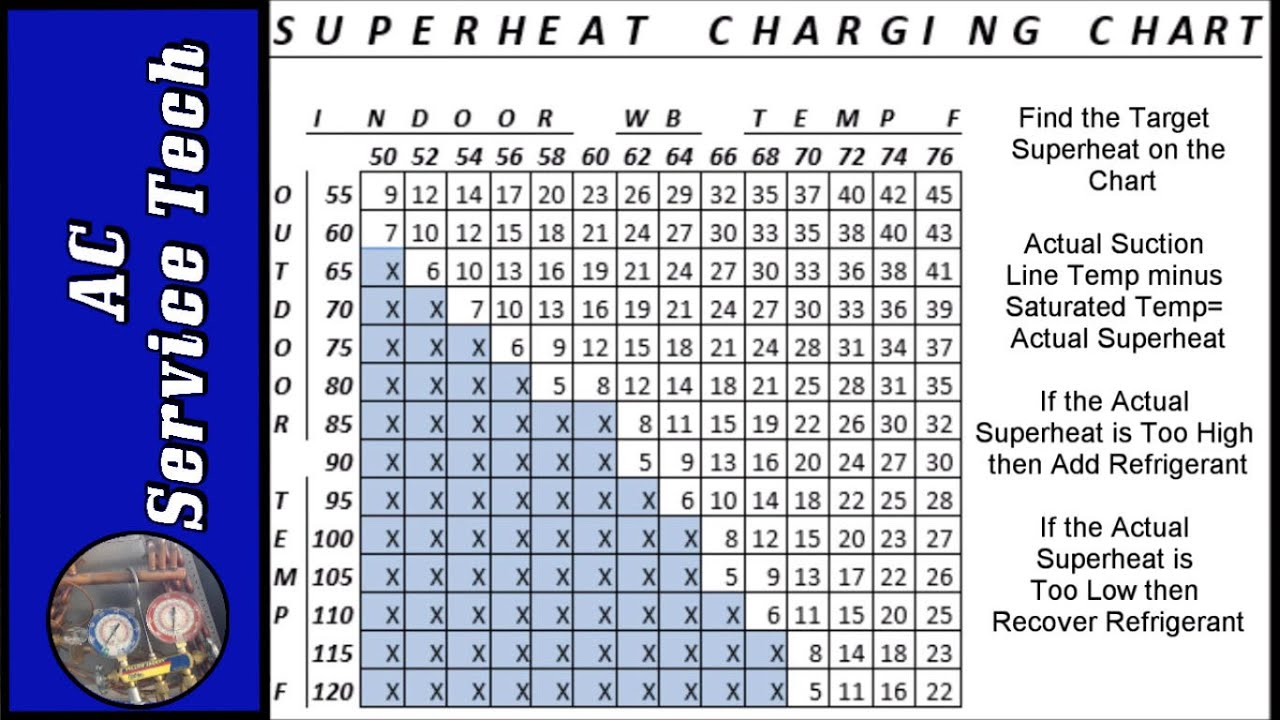 AC
Service Tech
SUPERHEAT CHARGING CHART
INDOOR WB TEMP F
50 52 54 56 58 60 62 64 66 68 70 72 74 76
OUTDOOR TEMP F
55 9 12 14 17 20 23 26 29 32 35 37 40 42 45
60 7 10 12 15 18 21 24 27 30 33 35 38 40 43
65 X 6 10 13 16 19 21 24 27 30 33 36 38 41
70 X X 7 10 13 16 19 21 24 27 30 33 36 39
75 X X X 6 9 12 15 18 21 24 28 31 34 37
80 X X X X 5 8 12 14 18 21 25 28 31 35
85 X X X X X X 8 11 15 19 22 26 30 32
90 X X X X X X 5 9 13 16 20 24 27 30
95 X X X X X X X 6 10 14 18 22 25 28
100 X X X X X X X X 8 12 15 20 23 27
105 X X X X X X X X 5 9 13 17 22 26
110 X X X X X X X X X 6 11 15 20 25
115 X X X X X X X X X X 8 14 18 23
120 X X X X X X X X X X 5 11 16 22
Find the Target
Superheat on the
Chart
Actual Suction
Line Temp minus
Saturated Temp=
Actual Superheat
If the Actual
Superheat is Too High
then Add Refrigerant
If the Actual
Superheat is
Too Low then
Recover Refrigerant